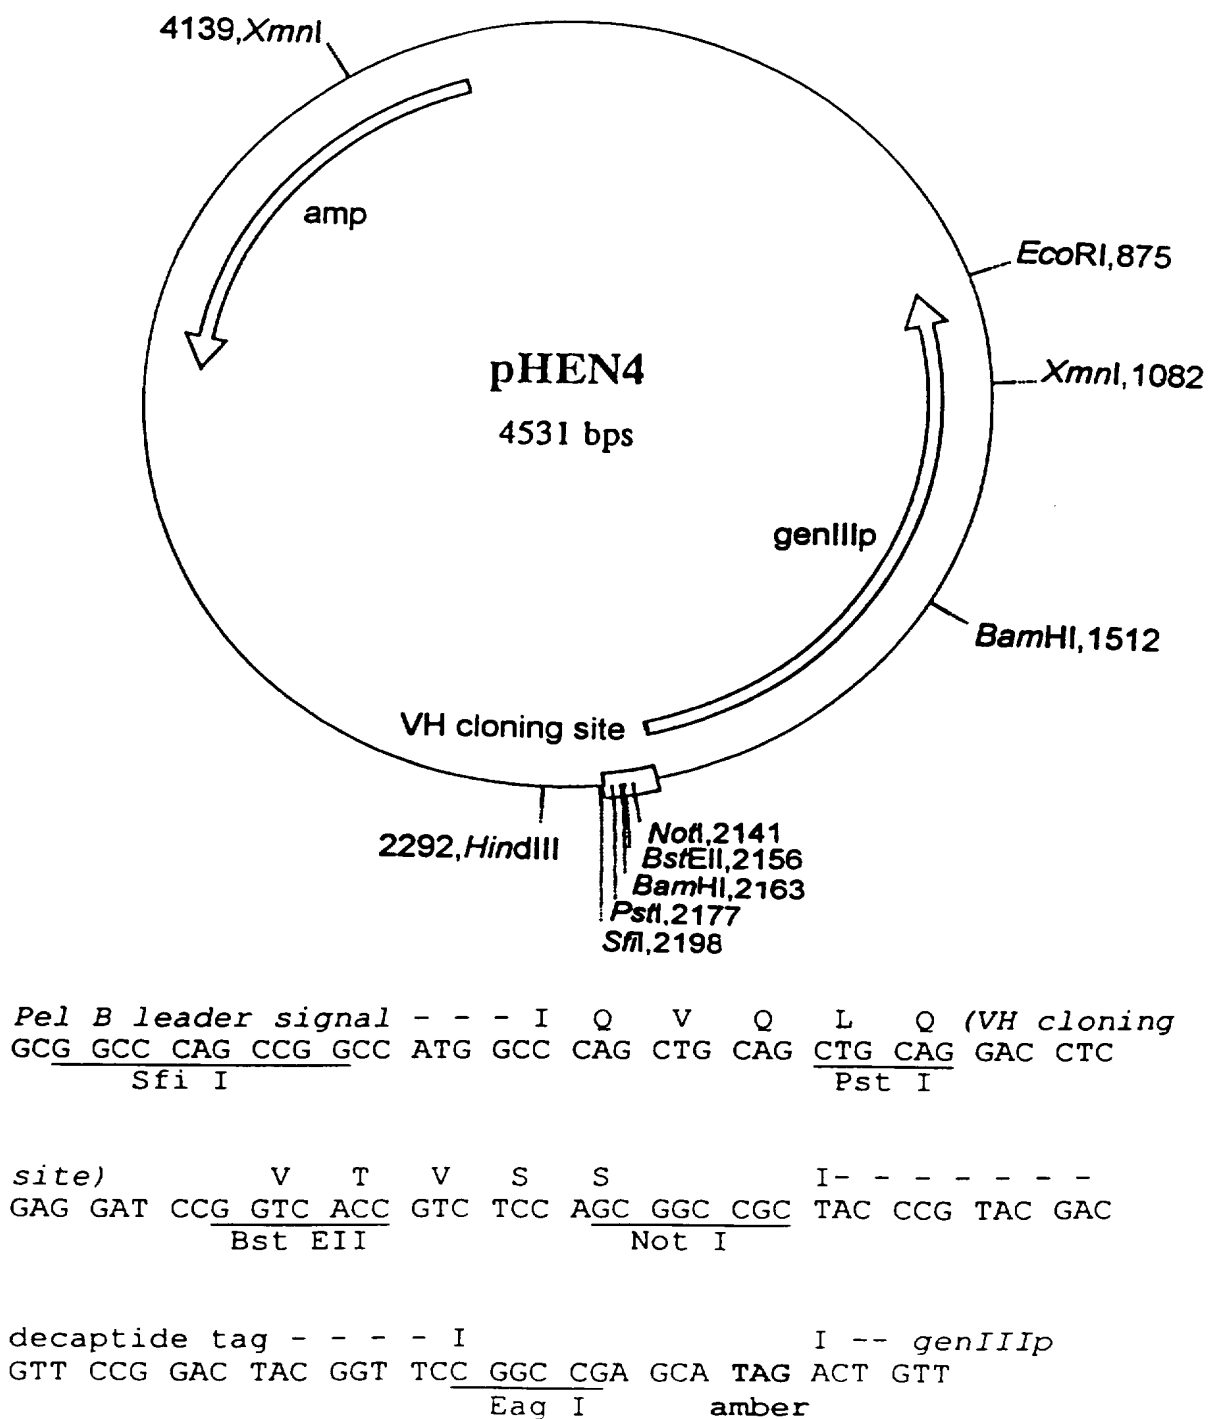 4139,XmnI
amp
EcoRI,875
XmnI,1082
pHEN4
4531 bps
genIIIp
BamHI,1512
VH cloning site
2292,HindIII
NotI,2141
BstEII,2156
BamHI,2163
PstI,2177
SfiI,2198
Pel B leader signal - - - I Q V Q L Q (VH cloning
GCG GCC CAG CCG GCC ATG GCC CAG CTG CAG CTG CAG GAC CTC
Sfi I Pst I
site) V T V S S I- - - - - - -
GAG GAT CCG GTC ACC GTC TCC AGC GGC CGC TAC CCG TAC GAC
Bst EII Not I
decaptide tag - - - - I I -- genIIIp
GTT CCG GAC TAC GGT TCC GGC CGA GCA TAG ACT GTT
Eag I amber